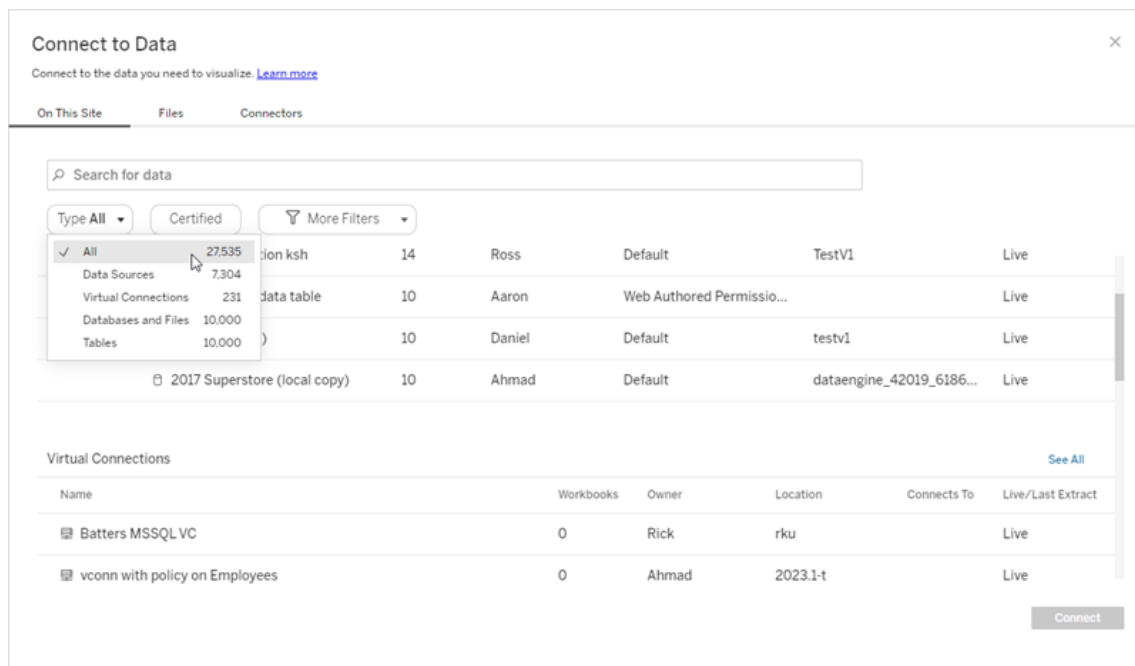 Connect to Data
Connect to the data you need to visualize. Learn more
On This Site Files Connectors
Search for data
Type All Certified More Filters
All 27,535
Data Sources 7,304
Virtual Connections 231
Databases and Files 10,000
Tables 10,000
ksh 14 Ross Default TestV1 Live
data table 10 Aaron Web Authored Permissio... Live
) 10 Daniel Default testv1 Live
2017 Superstore (local copy) 10 Ahmad Default dataengine_42019_6186... Live
Virtual Connections See All
Name Workbooks Owner Location Connects To Live/Last Extract
Batters MSSQL VC 0 Rick rku Live
vconn with policy on Employees 0 Ahmad 2023.1-t Live
Connect